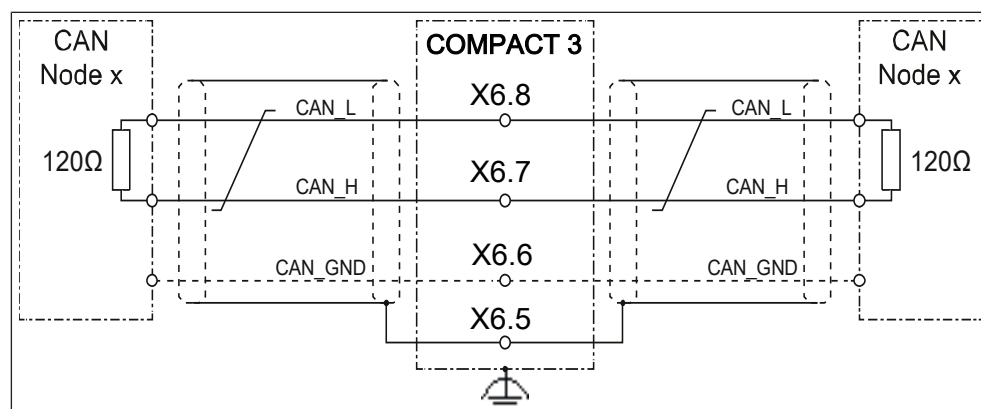 CAN
Node x
120Ω
CAN_L
CAN_H
CAN_GND
COMPACT 3
X6.8
X6.7
X6.6
X6.5
CAN_L
CAN_H
CAN_GND
CAN
Node x
120Ω